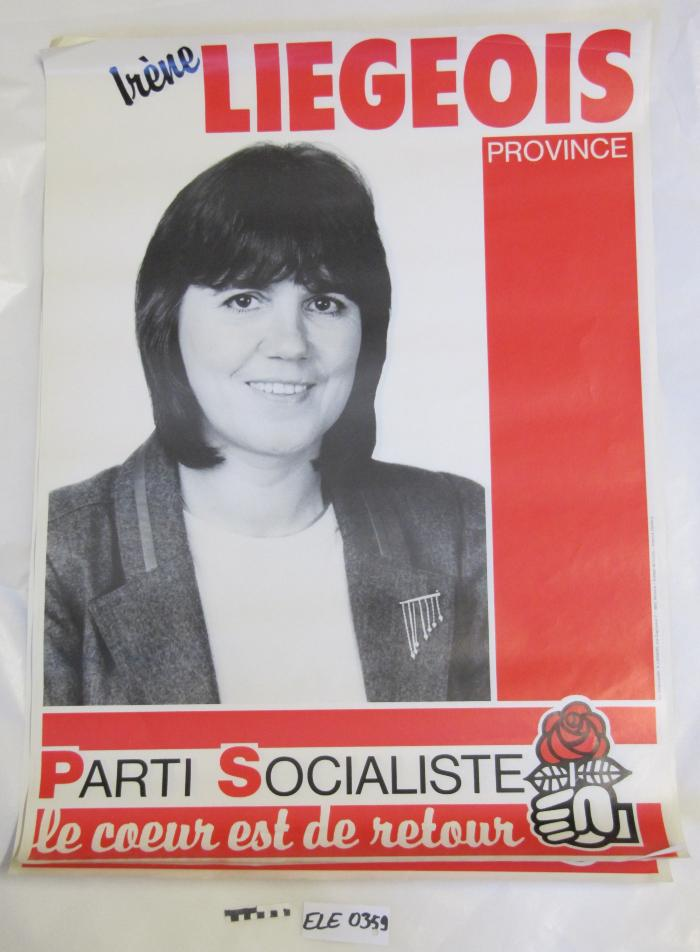 Irène
LIEGEOIS
PROVINCE
PARTI SOCIALISTE
le coeur est de retour
ELE 0359